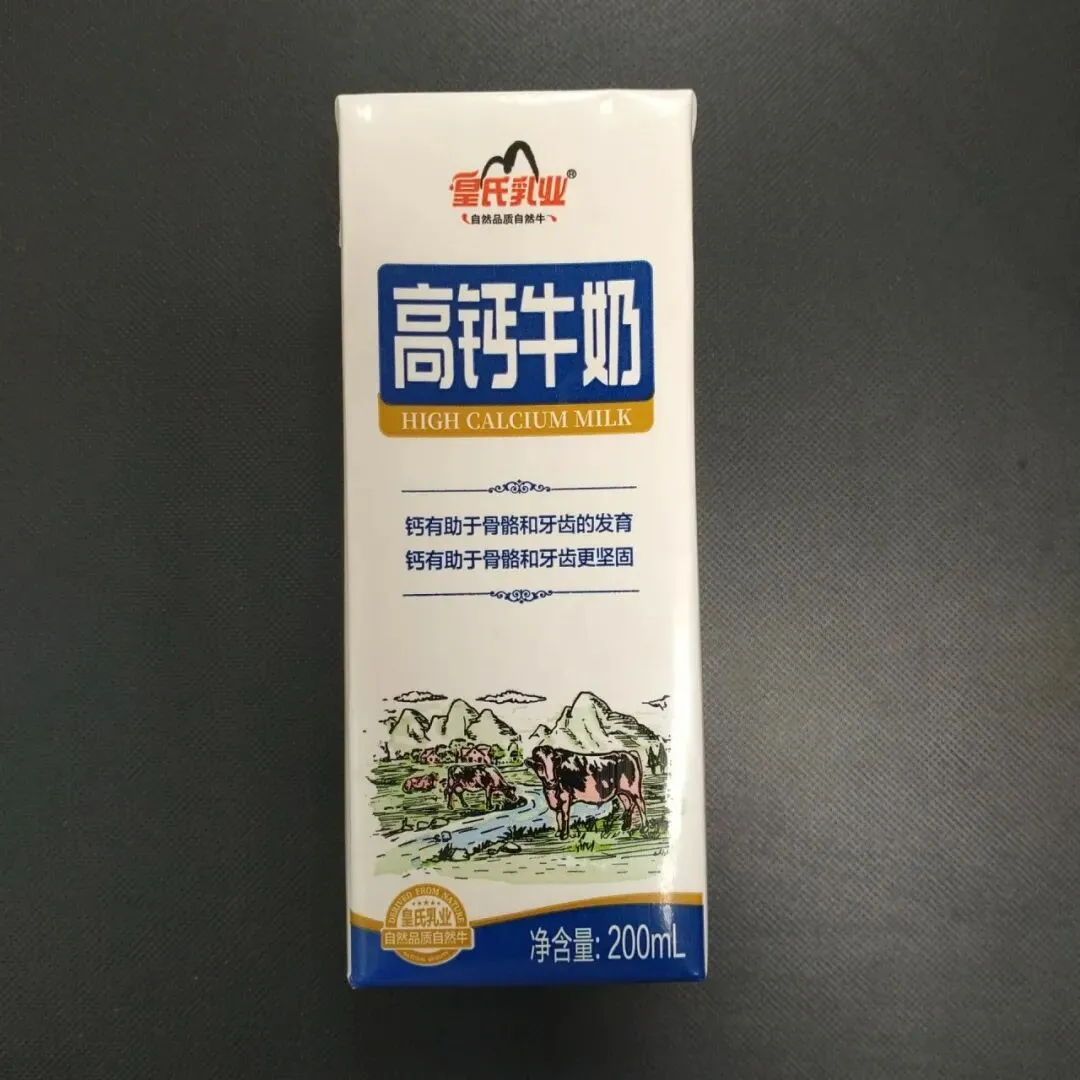 皇氏乳业®
自然品质自然牛
高钙牛奶
HIGH CALCIUM MILK
钙有助于骨骼和牙齿的发育
钙有助于骨骼和牙齿更坚固
DERIVED FROM NATURE
皇氏乳业
自然品质自然牛
净含量: 200mL